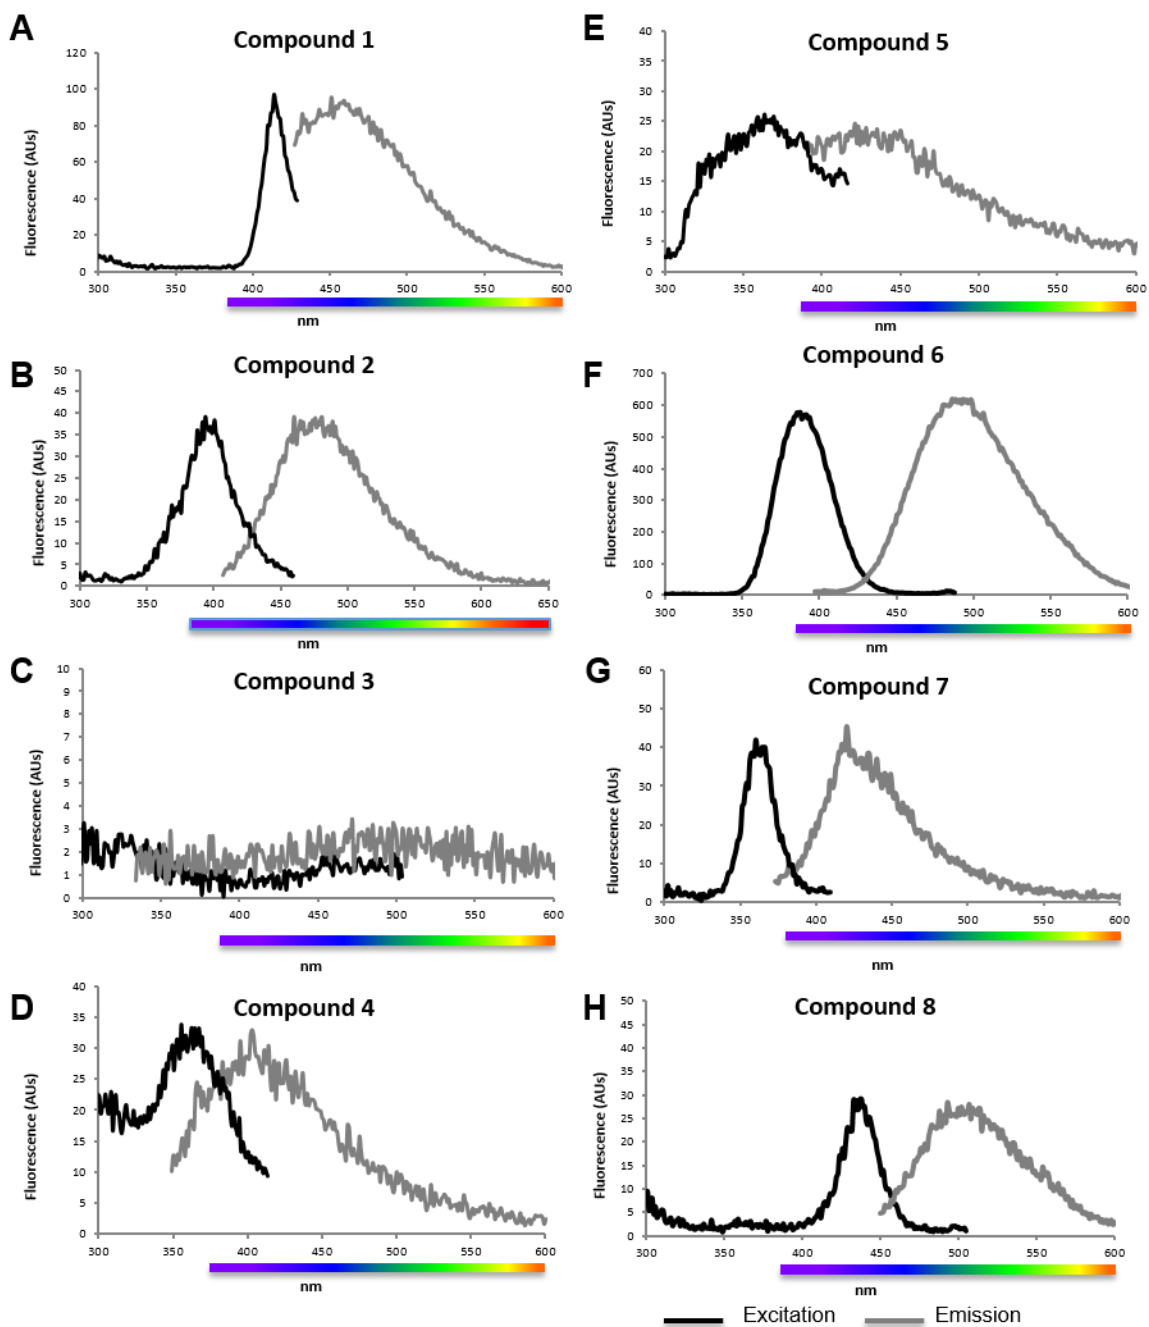 A
Compound 1
120
100
80
60
40
20
0
Fluorescence (AUs)
300 350 400 450 500 550 600
nm
B
Compound 2
50
45
40
35
30
25
20
15
10
5
0
Fluorescence (AUs)
300 350 400 450 500 550 600 650
nm
C
Compound 3
10
9
8
7
6
5
4
3
2
1
0
Fluorescence (AUs)
300 350 400 450 500 550 600
nm
D
Compound 4
40
35
30
25
20
15
10
5
0
Fluorescence (AUs)
300 350 400 450 500 550 600
nm
E
Compound 5
40
35
30
25
20
15
10
5
0
Fluorescence (AUs)
300 350 400 450 500 550 600
nm
F
Compound 6
700
600
500
400
300
200
100
0
Fluorescence (AUs)
300 350 400 450 500 550 600
nm
G
Compound 7
60
50
40
30
20
10
0
Fluorescence (AUs)
300 350 400 450 500 550 600
nm
H
Compound 8
50
45
40
35
30
25
20
15
10
5
0
Fluorescence (AUs)
300 350 400 450 500 550 600
nm
Excitation Emission